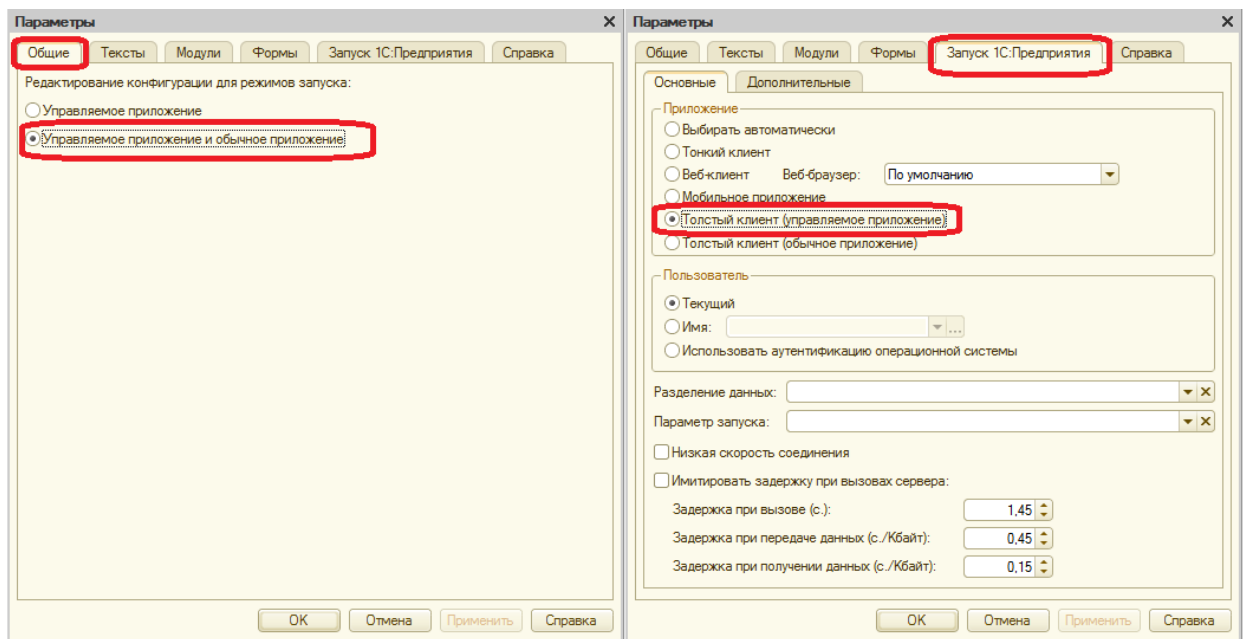 Параметры
Общие Тексты Модули Формы Запуск 1С:Предприятия Справка
Редактирование конфигурации для режимов запуска:
Управляемое приложение
Управляемое приложение и обычное приложение
OK Отмена Применить Справка
Параметры
Общие Тексты Модули Формы Запуск 1С:Предприятия Справка
Основные Дополнительные
Приложение
Выбирать автоматически
Тонкий клиент
Веб-клиент Веб-браузер: По умолчанию
Мобильное приложение
Толстый клиент (управляемое приложение)
Толстый клиент (обычное приложение)
Пользователь
Текущий
Имя:
Использовать аутентификацию операционной системы
Разделение данных:
Параметр запуска:
Низкая скорость соединения
Имитировать задержку при вызовах сервера:
Задержка при вызове (с.): 1,45
Задержка при передаче данных (с./Кбайт): 0,45
Задержка при получении данных (с./Кбайт): 0,15
OK Отмена Применить Справка